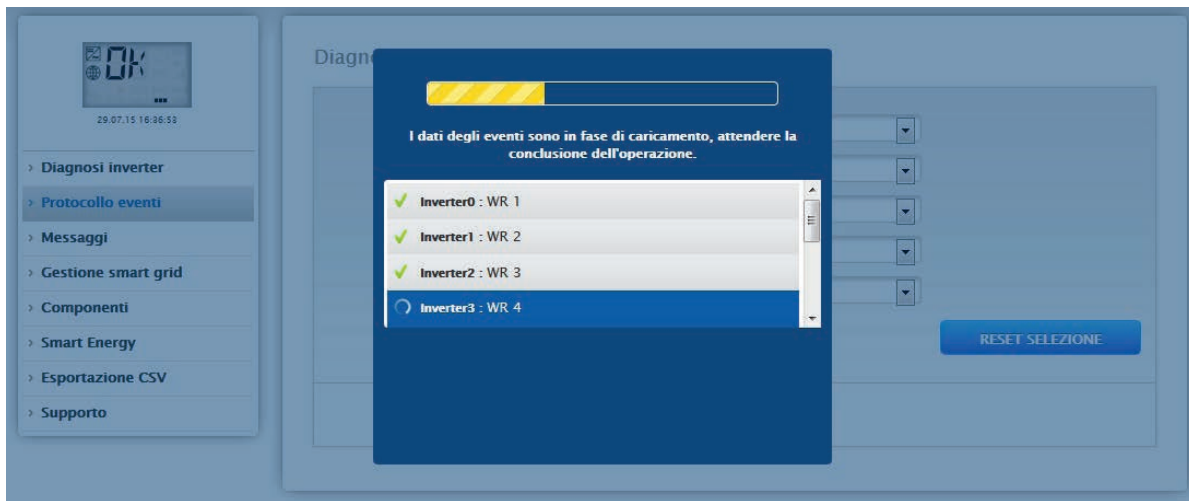 OK
29.07.15 16:36:53
Diagnosi inverter
Protocollo eventi
Messaggi
Gestione smart grid
Componenti
Smart Energy
Esportazione CSV
Supporto
Diagn
I dati degli eventi sono in fase di caricamento, attendere la
conclusione dell'operazione.
Inverter0 : WR 1
Inverter1 : WR 2
Inverter2 : WR 3
Inverter3 : WR 4
RESET SELEZIONE